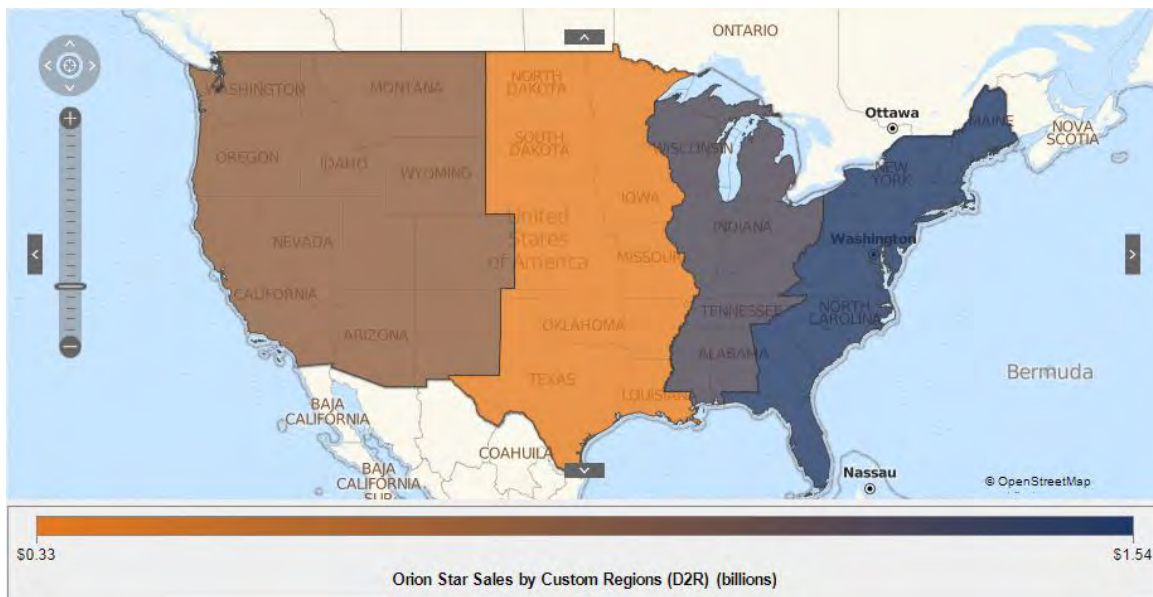 ONTARIO
WASHINGTON
MONTANA
NORTH
DAKOTA
Ottawa
MAINE
NOVA
SCOTIA
OREGON
IDAHO
SOUTH
DAKOTA
WISCONSIN
WYOMING
NEW
YORK
IOWA
United
States
of America
NEVADA
INDIANA
Washington
MISSOURI
CALIFORNIA
TENNESSEE
NORTH
CAROLINA
ARIZONA
OKLAHOMA
ALABAMA
TEXAS
LOUISIANA
Bermuda
BAJA
CALIFORNIA
COAHUILA
BAJA
CALIFORNIA
SUR
Nassau
© OpenStreetMap
$0.33
$1.54
Orion Star Sales by Custom Regions (D2R) (billions)